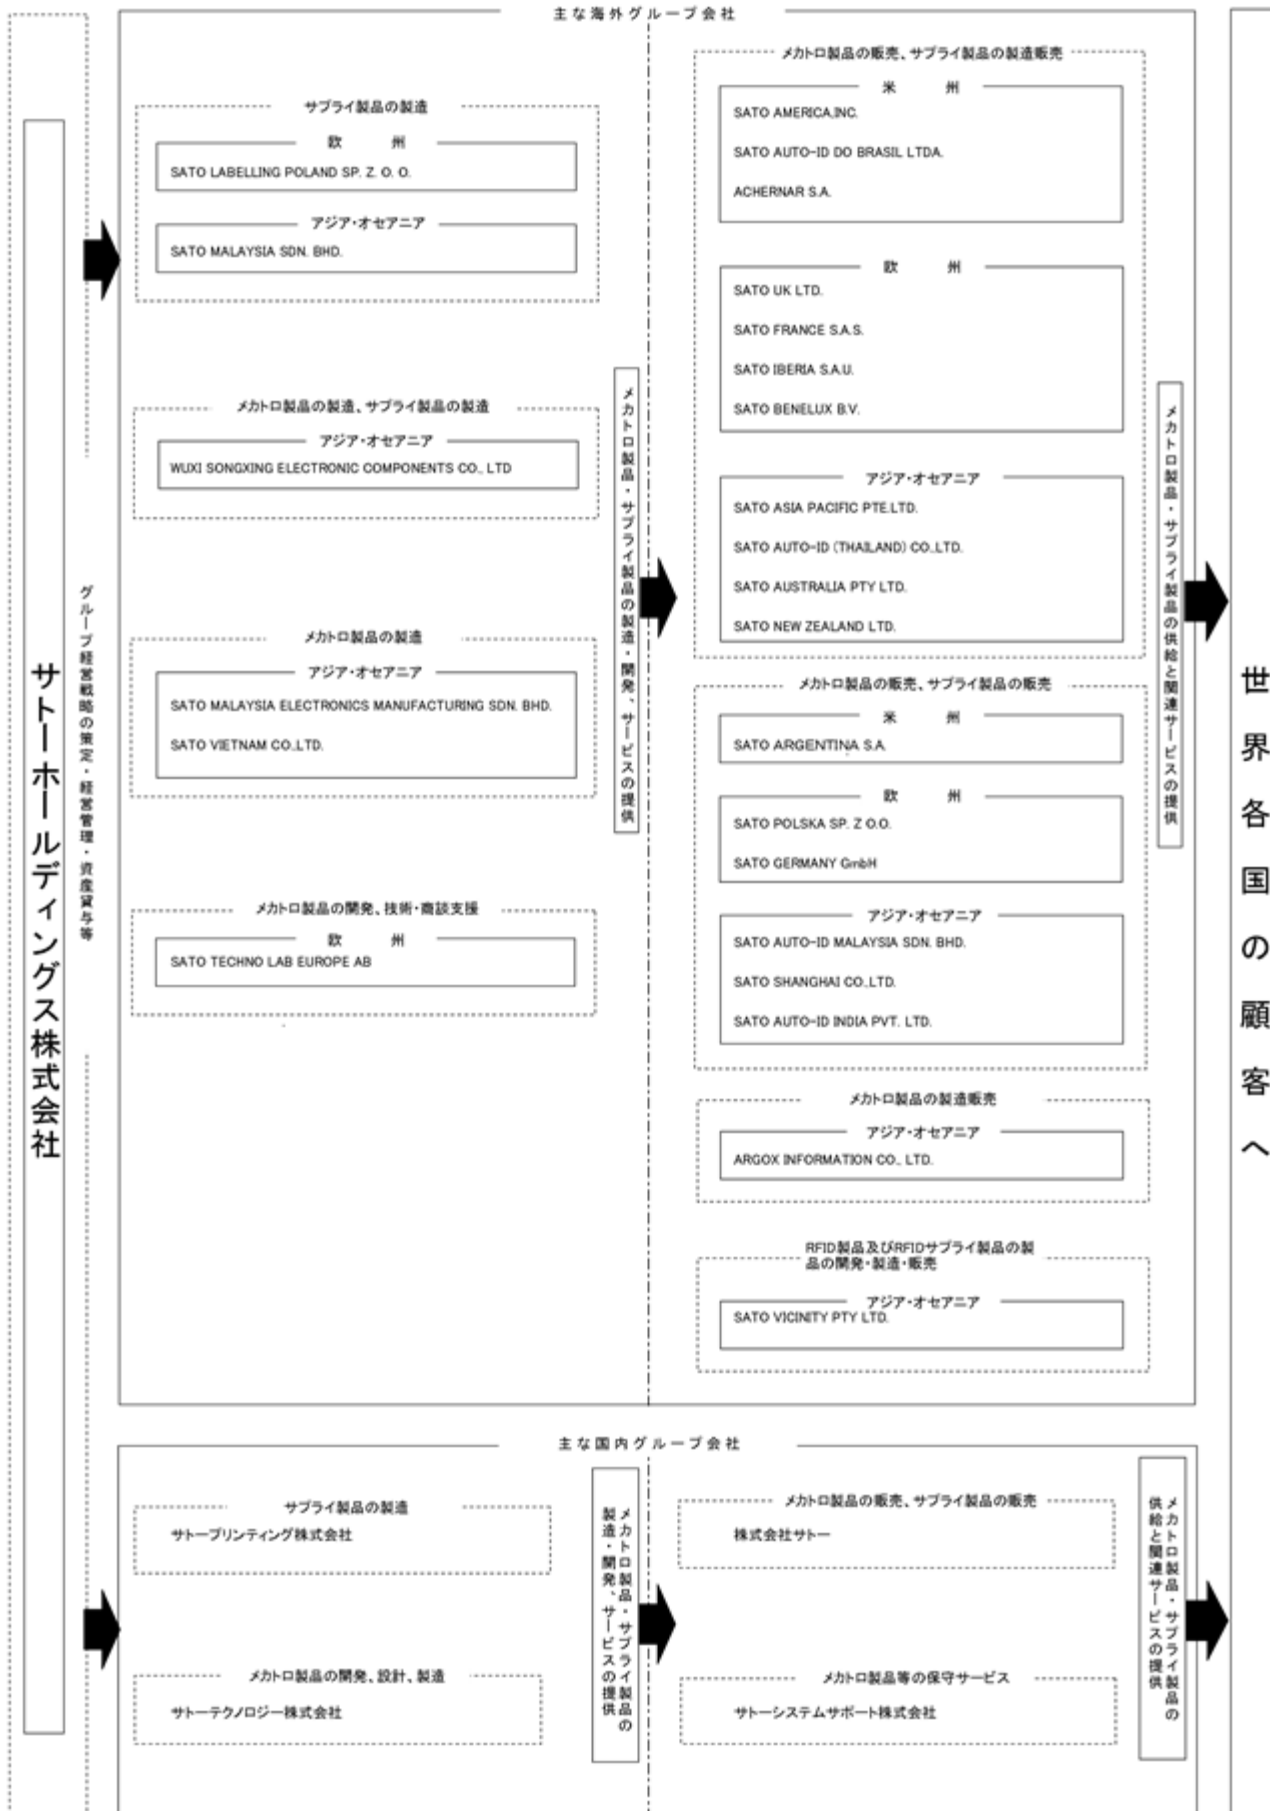 サトーホールディングス株式会社
グループ経営戦略の策定・経営管理・資産貸与等
主な海外グループ会社
サプライ製品の製造
欧 州
SATO LABELLING POLAND SP. Z. O. O.
アジア・オセアニア
SATO MALAYSIA SDN. BHD.
メカトロ製品の製造、サプライ製品の製造
アジア・オセアニア
WUXI SONGXING ELECTRONIC COMPONENTS CO., LTD
メカトロ製品の製造
アジア・オセアニア
SATO MALAYSIA ELECTRONICS MANUFACTURING SDN. BHD.
SATO VIETNAM CO.,LTD.
メカトロ製品の開発、技術・商談支援
欧 州
SATO TECHNO LAB EUROPE AB
メカトロ製品・サプライ製品の製造・開発、サービスの提供
メカトロ製品の販売、サプライ製品の製造販売
米 州
SATO AMERICA,INC.
SATO AUTO-ID DO BRASIL LTDA.
ACHERNAR S.A.
欧 州
SATO UK LTD.
SATO FRANCE S.A.S.
SATO IBERIA S.A.U.
SATO BENELUX B.V.
アジア・オセアニア
SATO ASIA PACIFIC PTE.LTD.
SATO AUTO-ID (THAILAND) CO.,LTD.
SATO AUSTRALIA PTY LTD.
SATO NEW ZEALAND LTD.
メカトロ製品の販売、サプライ製品の販売
米 州
SATO ARGENTINA S.A.
欧 州
SATO POLSKA SP. Z O.O.
SATO GERMANY GmbH
アジア・オセアニア
SATO AUTO-ID MALAYSIA SDN. BHD.
SATO SHANGHAI CO.,LTD.
SATO AUTO-ID INDIA PVT. LTD.
メカトロ製品の製造販売
アジア・オセアニア
ARGOX INFORMATION CO., LTD.
RFID製品及びRFIDサプライ製品の製
品の開発・製造・販売
アジア・オセアニア
SATO VICINITY PTY LTD.
メカトロ製品・サプライ製品の供給と関連サービスの提供
主な国内グループ会社
サプライ製品の製造
サトープリンティング株式会社
メカトロ製品の開発、設計、製造
サトーテクノロジー株式会社
メカトロ製品・サプライ製品の
製造・開発、サービスの提供
メカトロ製品の販売、サプライ製品の販売
株式会社サトー
メカトロ製品等の保守サービス
サトーシステムサポート株式会社
メカトロ製品・サプライ製品の
供給と関連サービスの提供
世界各国の顧客へ